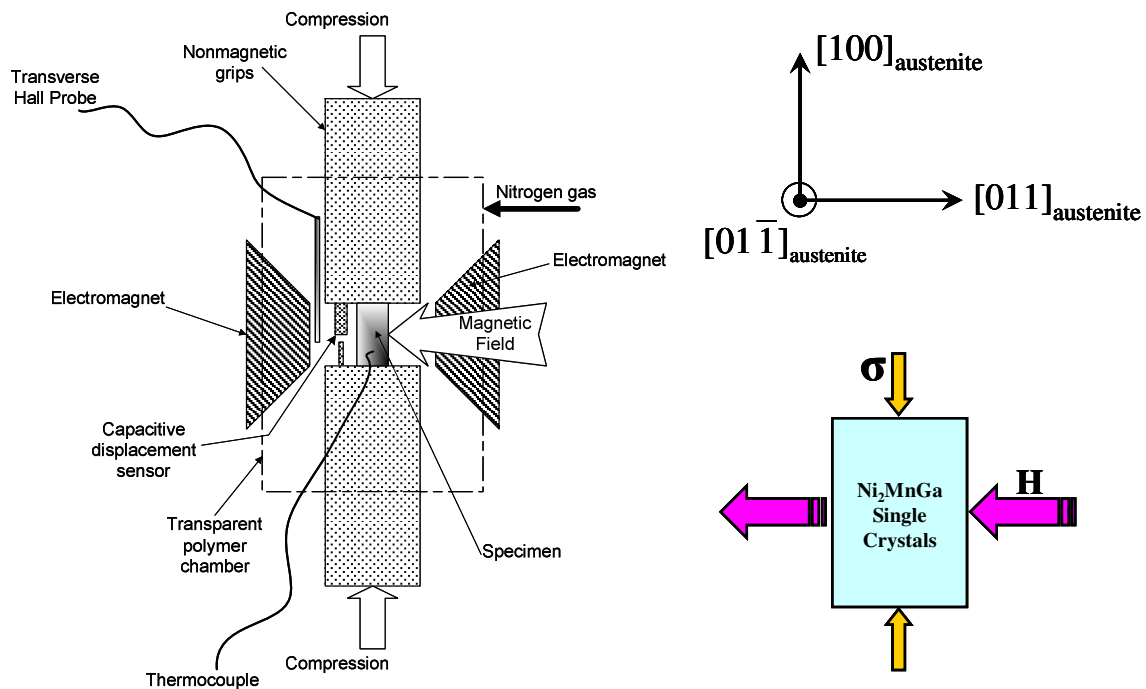 Compression
Nonmagnetic
grips
Transverse
Hall Probe
Nitrogen gas
Electromagnet
Electromagnet
Magnetic
Field
Capacitive
displacement
sensor
Transparent
polymer
chamber
Specimen
Compression
Thermocouple
[100]austenite
[011]austenite
[01 1̅]austenite
σ
H
Ni₂MnGa
Single
Crystals